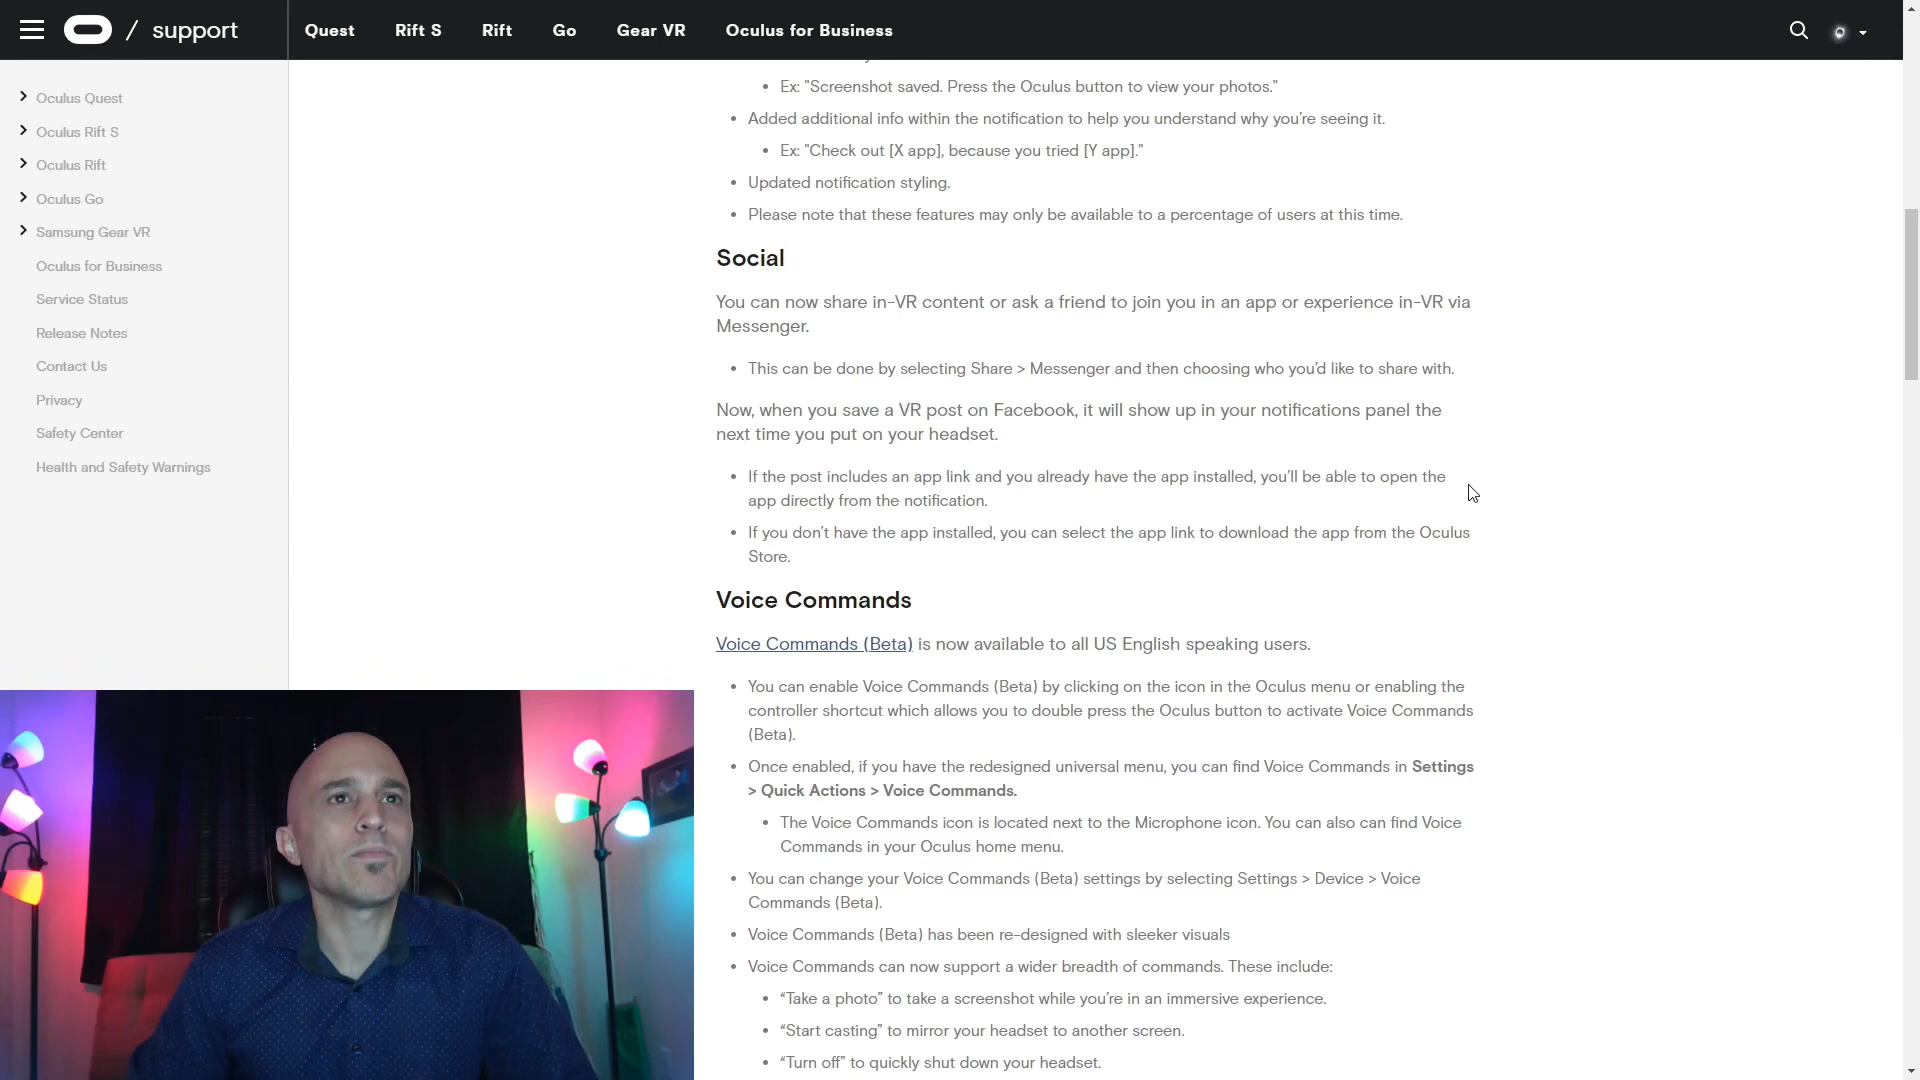 / support
Quest Rift S Rift Go Gear VR Oculus for Business
Oculus Quest
Oculus Rift S
Oculus Rift
Oculus Go
Samsung Gear VR
Oculus for Business
Service Status
Release Notes
Contact Us
Privacy
Safety Center
Health and Safety Warnings
• Ex: "Screenshot saved. Press the Oculus button to view your photos."
• Added additional info within the notification to help you understand why you’re seeing it.
• Ex: "Check out [X app], because you tried [Y app]."
• Updated notification styling.
• Please note that these features may only be available to a percentage of users at this time.
Social
You can now share in-VR content or ask a friend to join you in an app or experience in-VR via
Messenger.
• This can be done by selecting Share > Messenger and then choosing who you’d like to share with.
Now, when you save a VR post on Facebook, it will show up in your notifications panel the
next time you put on your headset.
• If the post includes an app link and you already have the app installed, you’ll be able to open the
app directly from the notification.
• If you don’t have the app installed, you can select the app link to download the app from the Oculus
Store.
Voice Commands
Voice Commands (Beta) is now available to all US English speaking users.
• You can enable Voice Commands (Beta) by clicking on the icon in the Oculus menu or enabling the
controller shortcut which allows you to double press the Oculus button to activate Voice Commands
(Beta).
• Once enabled, if you have the redesigned universal menu, you can find Voice Commands in Settings
> Quick Actions > Voice Commands.
• The Voice Commands icon is located next to the Microphone icon. You can also can find Voice
Commands in your Oculus home menu.
• You can change your Voice Commands (Beta) settings by selecting Settings > Device > Voice
Commands (Beta).
• Voice Commands (Beta) has been re-designed with sleeker visuals
• Voice Commands can now support a wider breadth of commands. These include:
• “Take a photo” to take a screenshot while you’re in an immersive experience.
• “Start casting” to mirror your headset to another screen.
• “Turn off” to quickly shut down your headset.